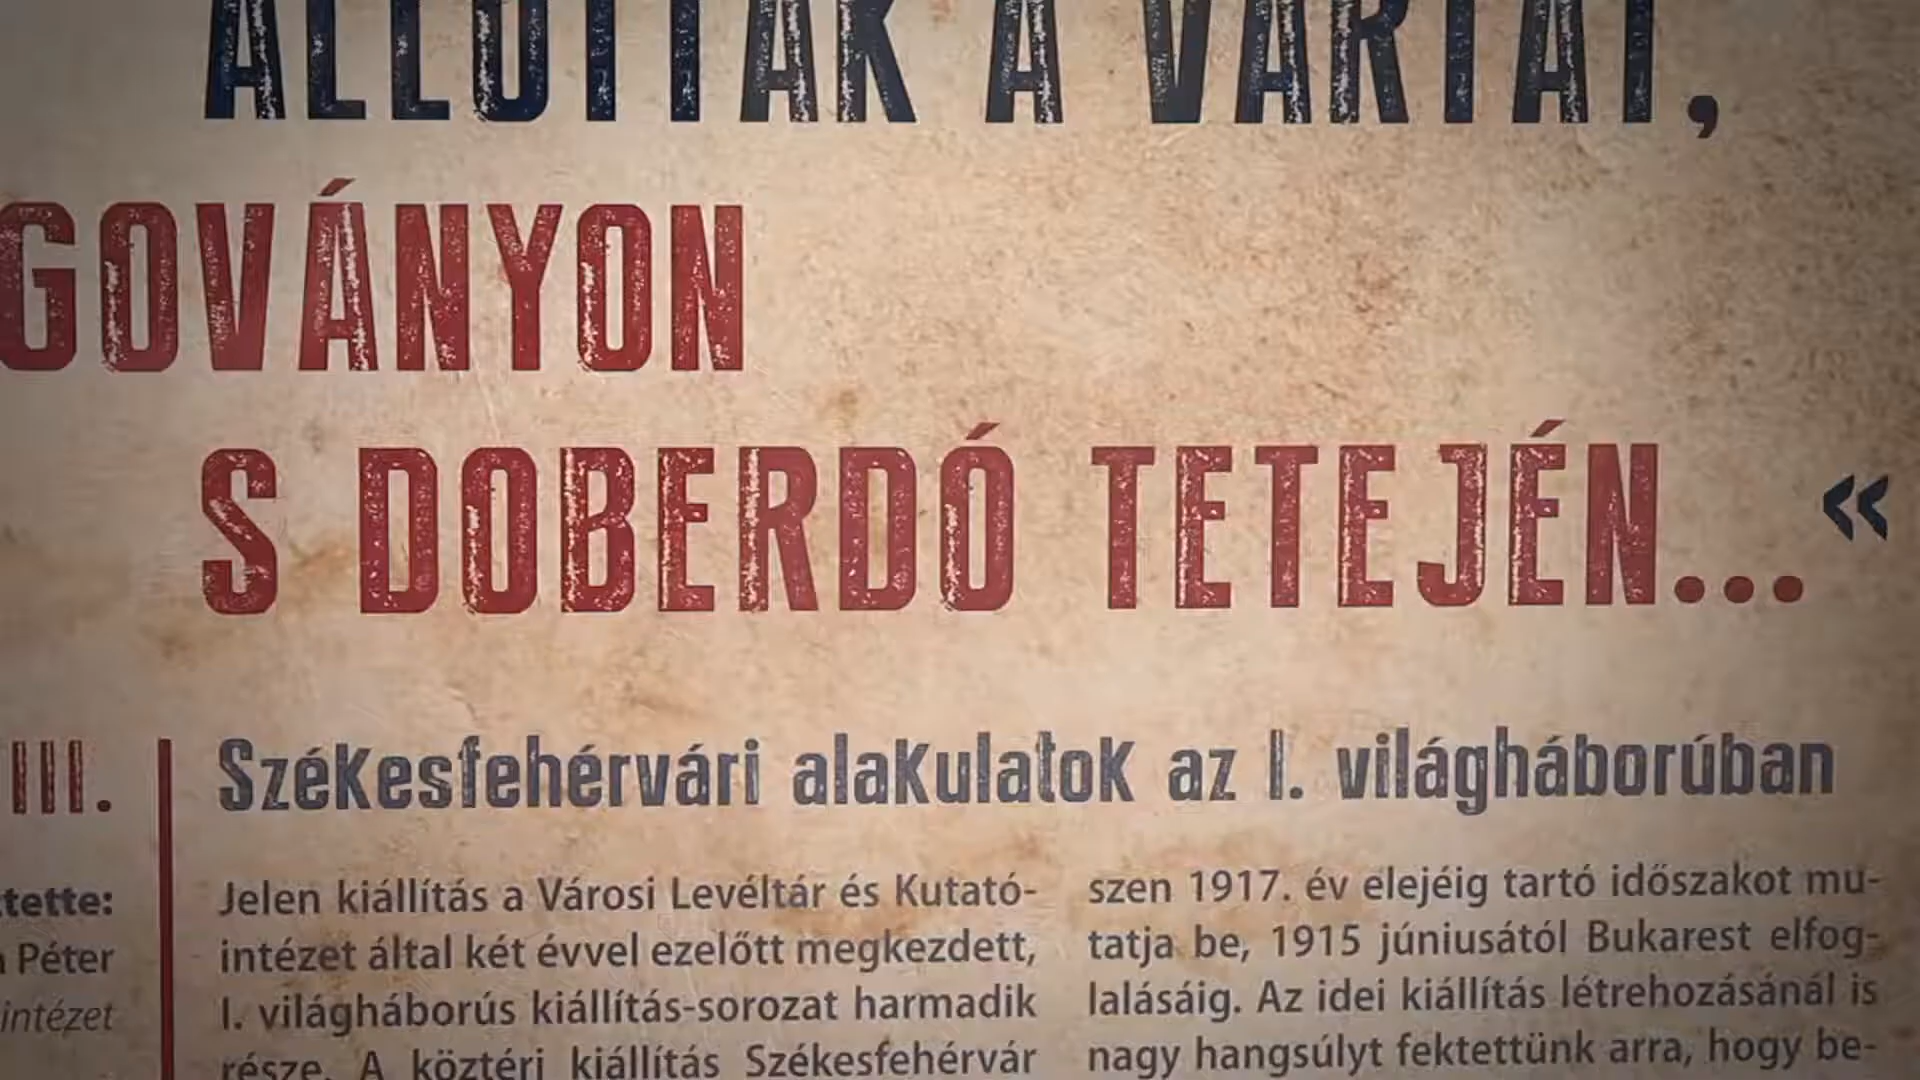 ÁLLOTTÁK A VÁRTÁT,
GOVÁNYON
S DOBERDÓ TETEJÉN... «
III.
Székesfehérvári alakulatok az I. világháborúban
tette:
Péter
intézet
Jelen kiállítás a Városi Levéltár és Kutató-
intézet által két évvel ezelőtt megkezdett,
I. világháborús kiállítás-sorozat harmadik
része. A köztéri kiállítás Székesfehérvár
szen 1917. év elejéig tartó időszakot mu-
tatja be, 1915 júniusától Bukarest elfog-
lalásáig. Az idei kiállítás létrehozásánál is
nagy hangsúlyt fektettünk arra, hogy be-